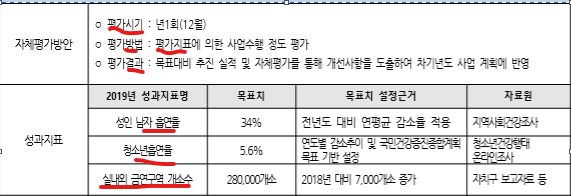 자체평가방안
○ 평가시기 : 년1회(12월)
○ 평가방법 : 평가지표에 의한 사업수행 정도 평가
○ 평가결과 : 목표대비 추진 실적 및 자체평가를 통해 개선사항을 도출하여 차기년도 사업 계획에 반영
성과지표
2019년 성과지표명 목표치 목표치 설정근거 자료원
성인 남자 흡연율 34% 전년도 대비 연평균 감소율 적용 지역사회건강조사
청소년흡연율 5.6% 연도별 감소추이 및 국민건강증진종합계획 목표 기반 설정 청소년건강행태 온라인조사
실내외 금연구역 개소수 280,000개소 2018년 대비 7,000개소 증가 자치구 보고자료 등